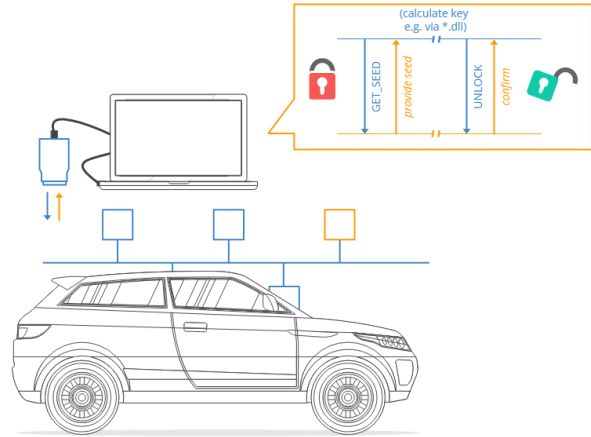 (calculate key
e.g. via *.dll)
GET_SEED
provide seed
UNLOCK
confirm